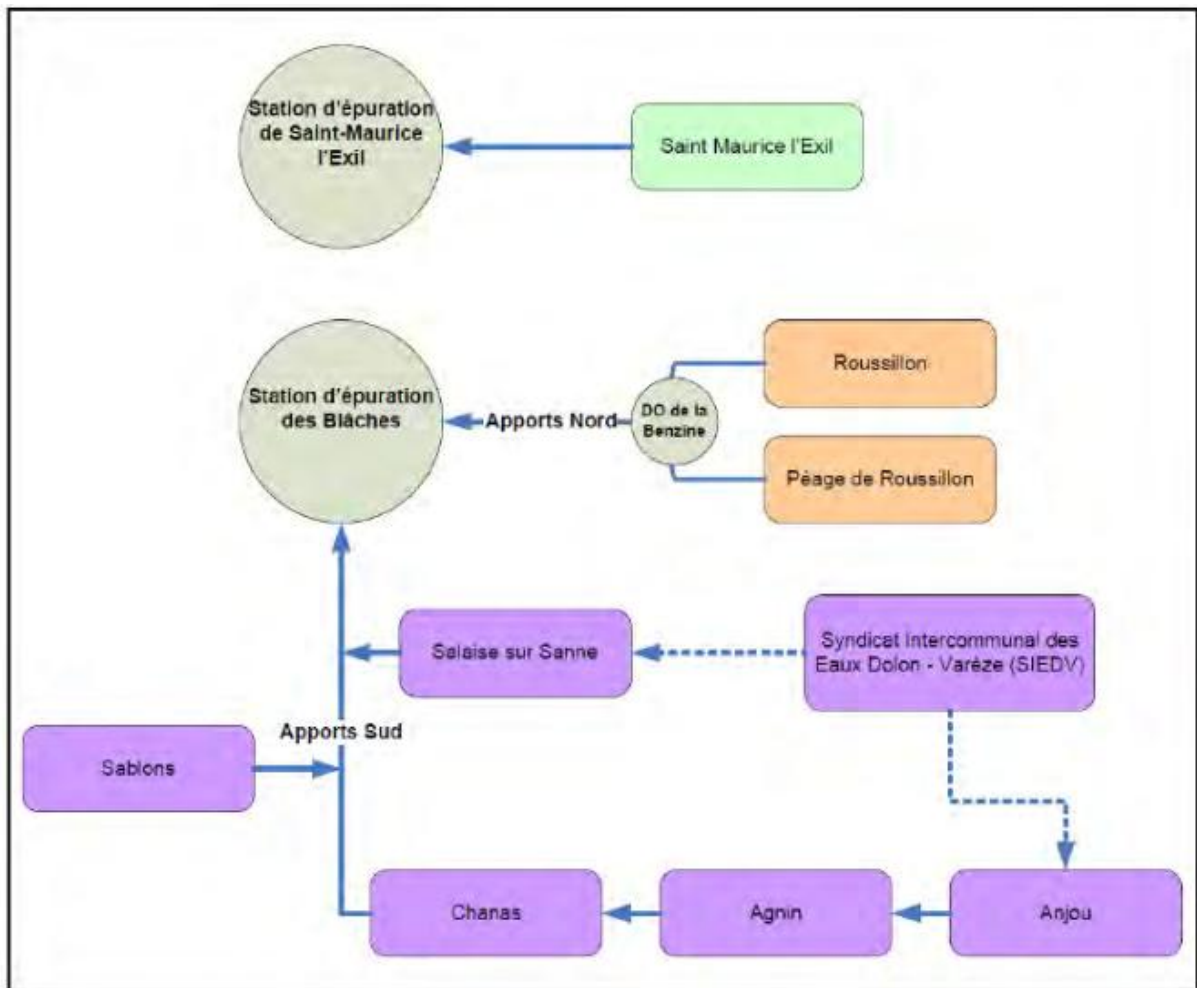 Station d'épuration
de Saint-Maurice
l'Exil
Saint Maurice l'Exil
Station d'épuration
des Blâches
Apports Nord
DO de la
Benzine
Roussillon
Péage de Roussillon
Salaise sur Sanne
Syndicat Intercommunal des
Eaux Dolon - Varèze (SIEDV)
Apports Sud
Sablons
Chanas
Agnin
Anjou